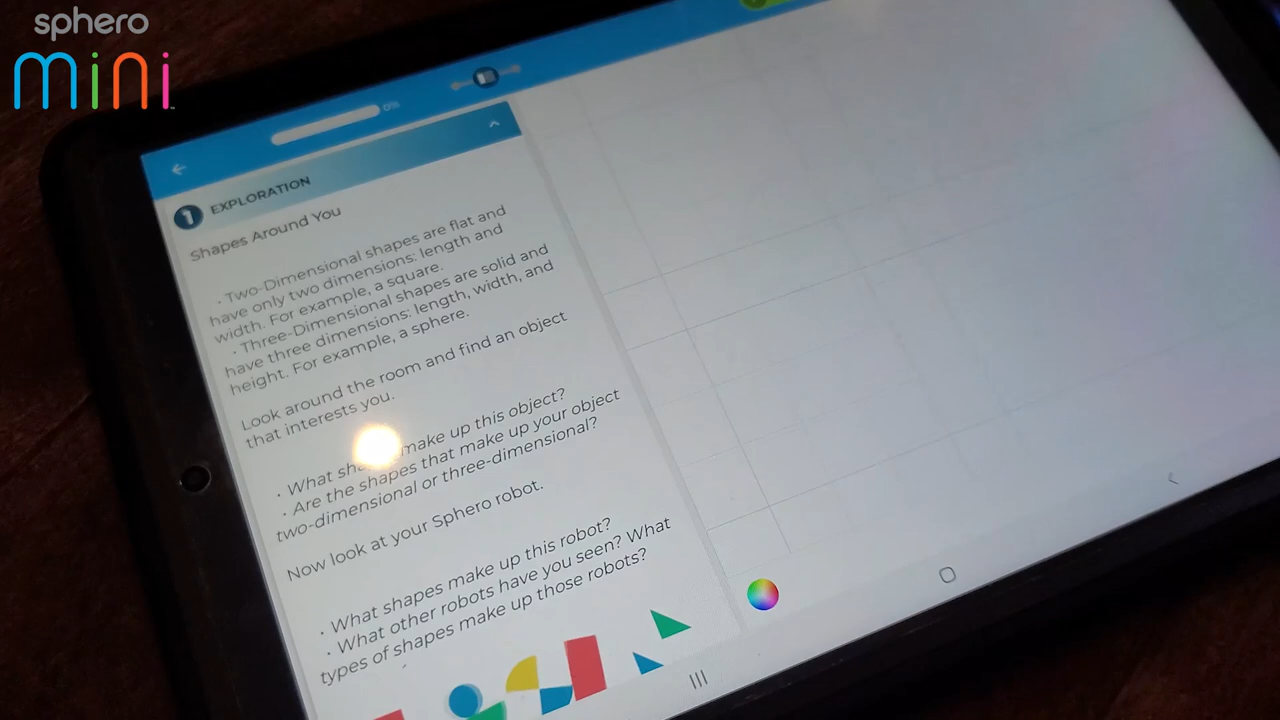 sphero
mini
0%
1 EXPLORATION
Shapes Around You
• Two-Dimensional shapes are flat and
have only two dimensions: length and
width. For example, a square.
• Three-Dimensional shapes are solid and
have three dimensions: length, width, and
height. For example, a sphere.
Look around the room and find an object
that interests you.
• What make up this object?
• Are the shapes that make up your object
two-dimensional or three-dimensional?
Now look at your Sphero robot.
• What shapes make up this robot?
• What other robots have you seen? What
types of shapes make up those robots?